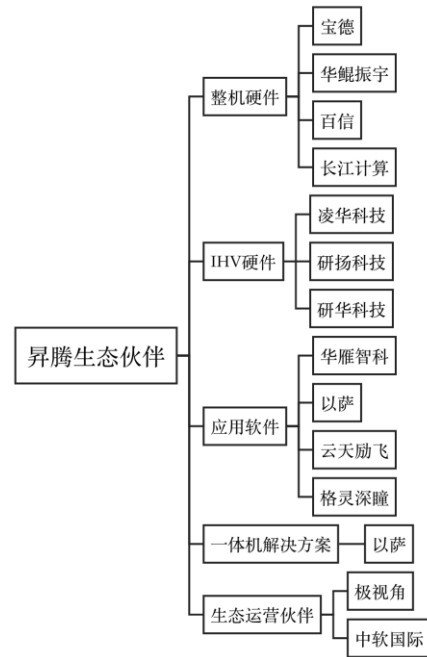 昇腾生态伙伴
整机硬件
宝德
华鲲振宇
百信
长江计算
IHV硬件
凌华科技
研扬科技
研华科技
应用软件
华雁智科
以萨
云天励飞
格灵深瞳
一体机解决方案
以萨
生态运营伙伴
极视角
中软国际